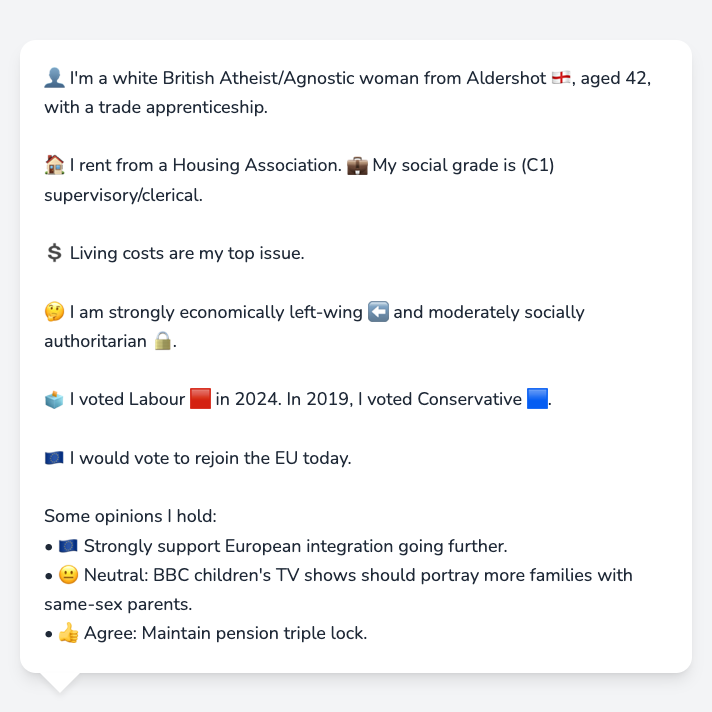 👤 I'm a white British Atheist/Agnostic woman from Aldershot 🏴󠁧󠁢󠁥󠁮󠁧󠁿, aged 42,
with a trade apprenticeship.
🏠 I rent from a Housing Association. 💼 My social grade is (C1)
supervisory/clerical.
💲 Living costs are my top issue.
🤔 I am strongly economically left-wing ⬅️ and moderately socially
authoritarian 🔒.
🗳️ I voted Labour 🟥 in 2024. In 2019, I voted Conservative 🟦.
🇪🇺 I would vote to rejoin the EU today.
Some opinions I hold:
• 🇪🇺 Strongly support European integration going further.
• 😐 Neutral: BBC children's TV shows should portray more families with
same-sex parents.
• 👍 Agree: Maintain pension triple lock.